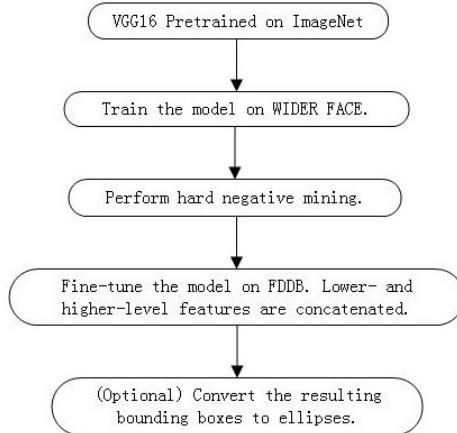 VGG16 Pretrained on ImageNet
Train the model on WIDER FACE.
Perform hard negative mining.
Fine-tune the model on FDDB. Lower- and
higher-level features are concatenated.
(Optional) Convert the resulting
bounding boxes to ellipses.